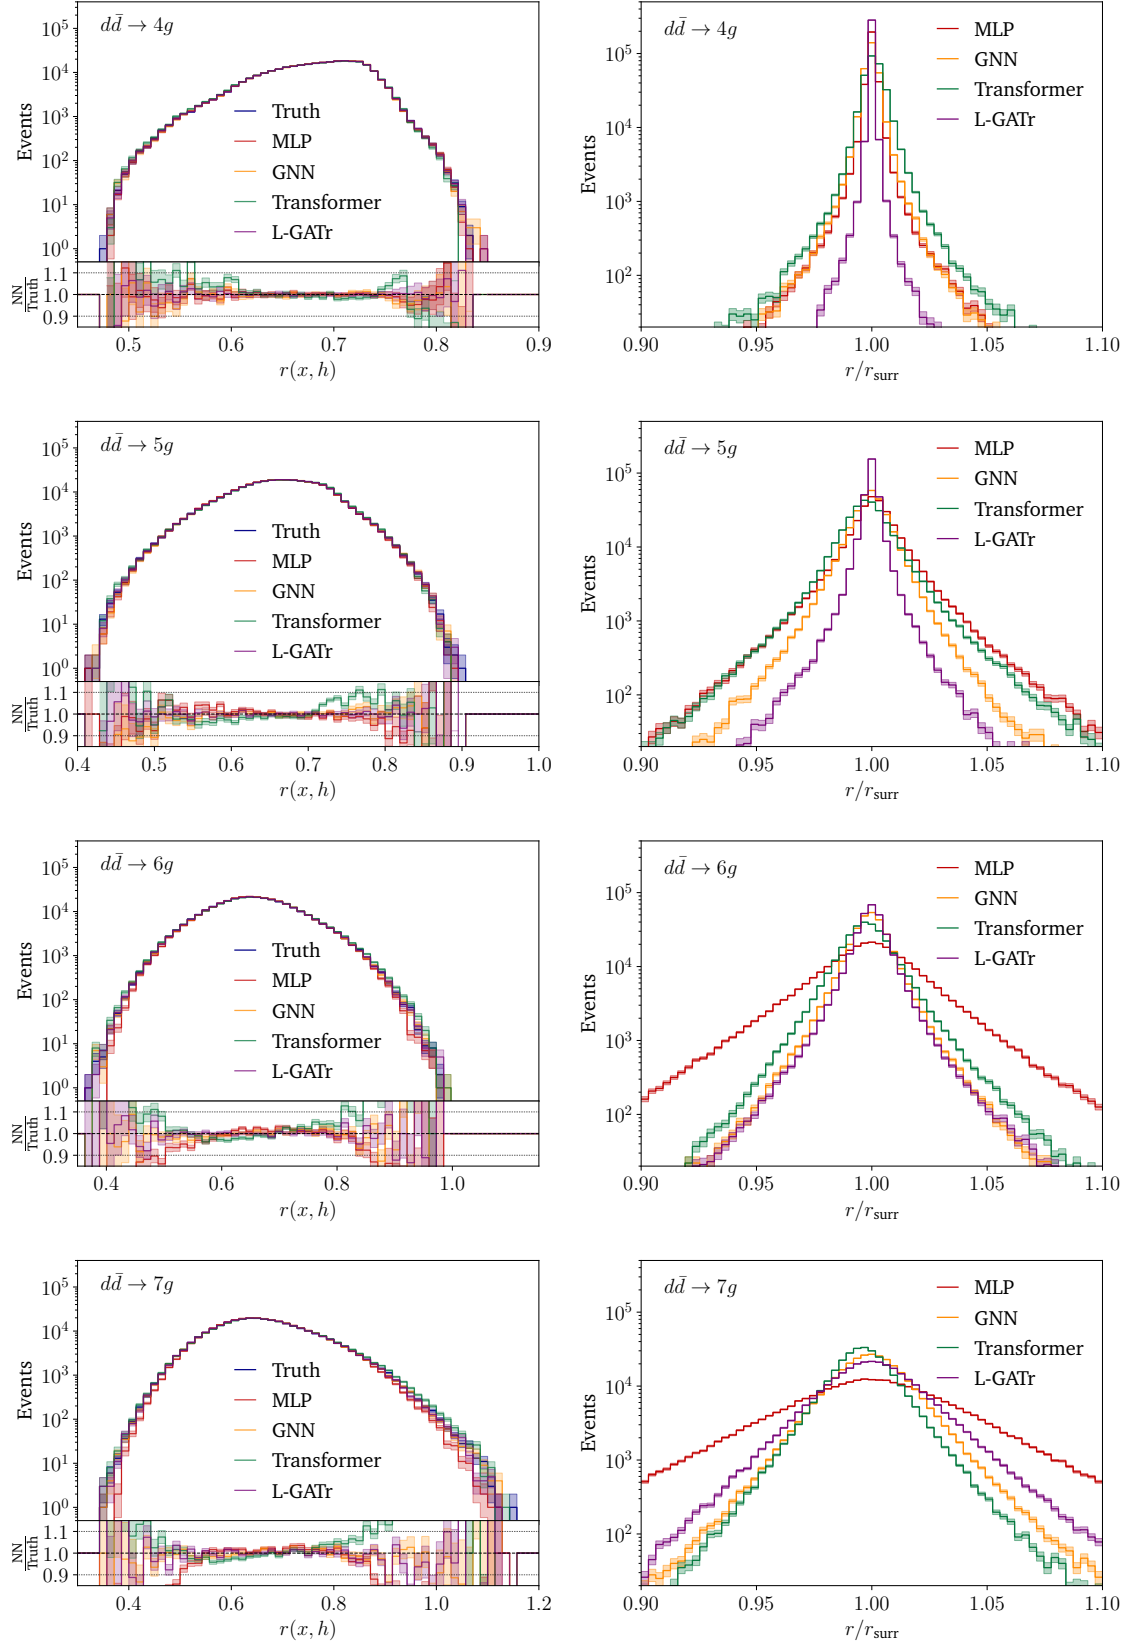 dd̄ → 4g
Events
10⁵
10⁴
10³
10²
10¹
10⁰
Truth
MLP
GNN
Transformer
L-GATr
NN/Truth
1.1
1.0
0.9
0.5 0.6 0.7 0.8 0.9
r(x, h)
dd̄ → 4g
Events
10⁵
10⁴
10³
10²
MLP
GNN
Transformer
L-GATr
0.90 0.95 1.00 1.05 1.10
r/r_surr
dd̄ → 5g
Events
10⁵
10⁴
10³
10²
10¹
10⁰
Truth
MLP
GNN
Transformer
L-GATr
NN/Truth
1.1
1.0
0.9
0.4 0.5 0.6 0.7 0.8 0.9 1.0
r(x, h)
dd̄ → 5g
Events
10⁵
10⁴
10³
10²
MLP
GNN
Transformer
L-GATr
0.90 0.95 1.00 1.05 1.10
r/r_surr
dd̄ → 6g
Events
10⁵
10⁴
10³
10²
10¹
10⁰
Truth
MLP
GNN
Transformer
L-GATr
NN/Truth
1.1
1.0
0.9
0.4 0.6 0.8 1.0
r(x, h)
dd̄ → 6g
Events
10⁵
10⁴
10³
10²
MLP
GNN
Transformer
L-GATr
0.90 0.95 1.00 1.05 1.10
r/r_surr
dd̄ → 7g
Events
10⁵
10⁴
10³
10²
10¹
10⁰
Truth
MLP
GNN
Transformer
L-GATr
NN/Truth
1.1
1.0
0.9
0.4 0.6 0.8 1.0 1.2
r(x, h)
dd̄ → 7g
Events
10⁵
10⁴
10³
10²
MLP
GNN
Transformer
L-GATr
0.90 0.95 1.00 1.05 1.10
r/r_surr